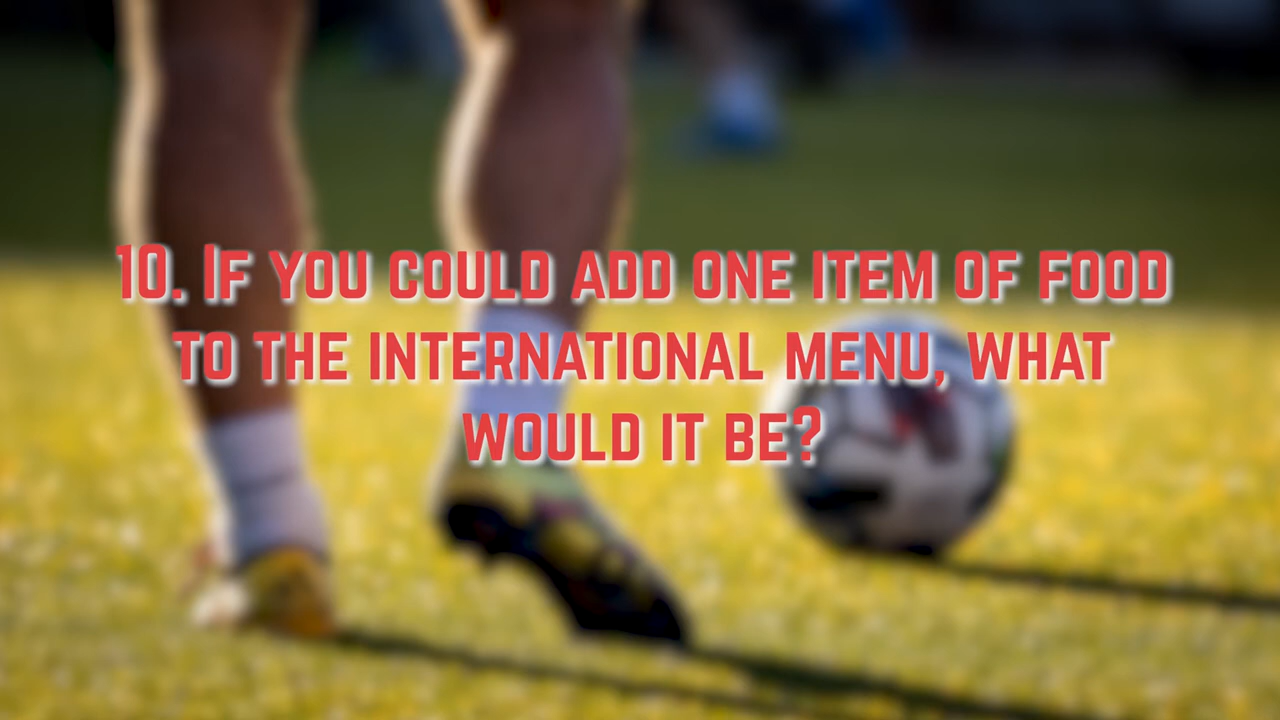 10. If you could add one item of food
to the international menu, what
would it be?